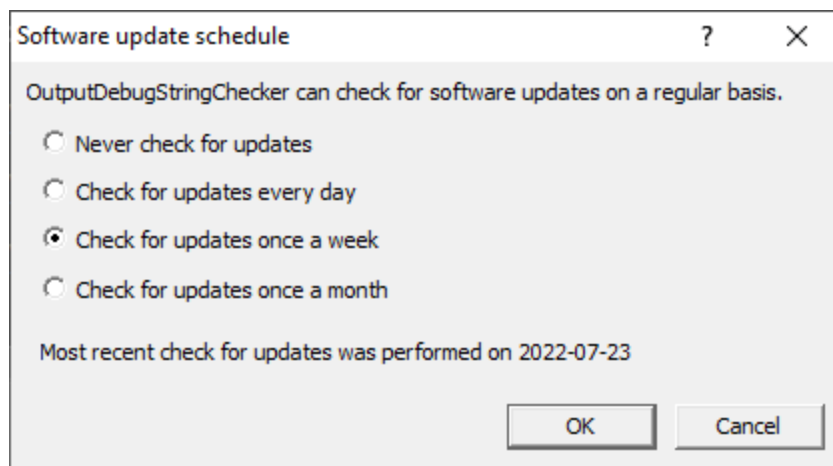 Software update schedule
OutputDebugStringChecker can check for software updates on a regular basis.
Never check for updates
Check for updates every day
Check for updates once a week
Check for updates once a month
Most recent check for updates was performed on 2022-07-23
OK Cancel